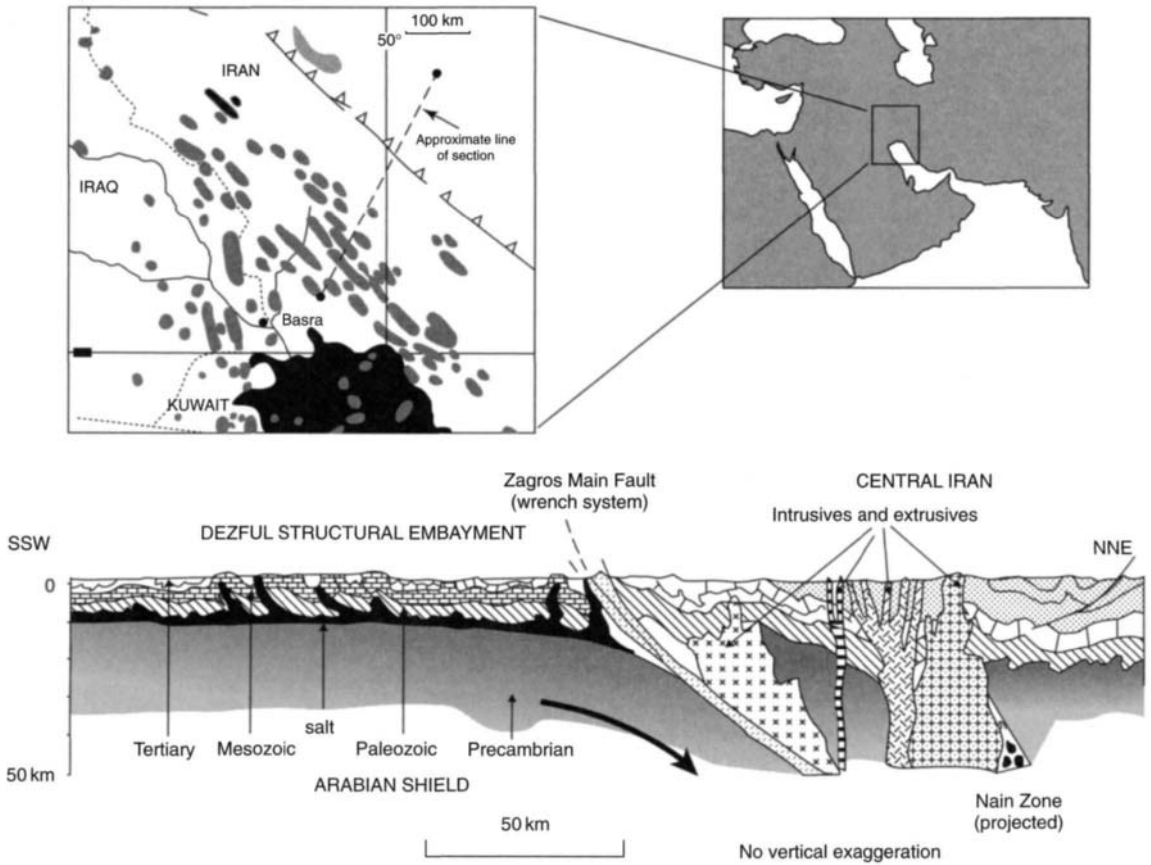 100 km
50°
IRAN
Approximate line
of section
IRAQ
Basra
KUWAIT
Zagros Main Fault
(wrench system)
CENTRAL IRAN
Intrusives and extrusives
DEZFUL STRUCTURAL EMBAYMENT
SSW
NNE
0
salt
Tertiary
Mesozoic
Paleozoic
Precambrian
50 km
ARABIAN SHIELD
Nain Zone
(projected)
50 km
No vertical exaggeration